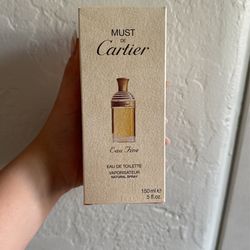 MUST
DE
Cartier
Eau Fine
EAU DE TOILETTE
VAPORISATEUR
NATURAL SPRAY
150 ml e
5 fl.oz.